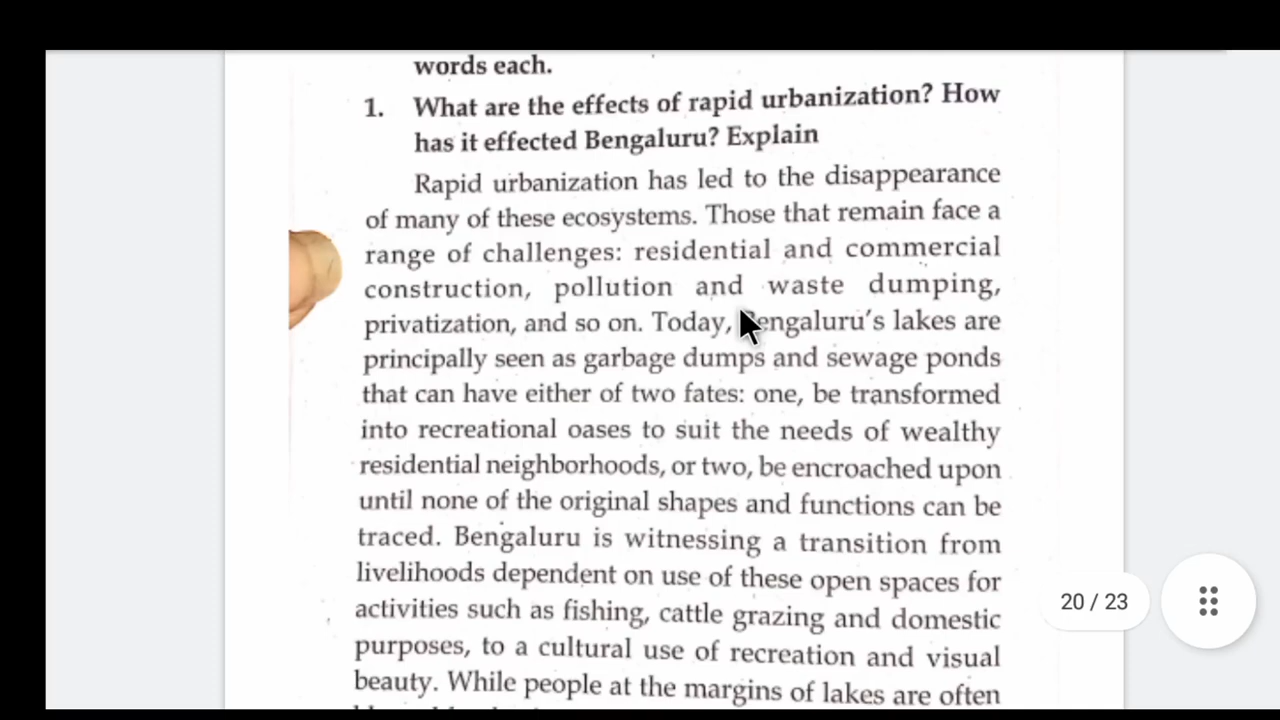 words each.
1. What are the effects of rapid urbanization? How
has it effected Bengaluru? Explain
Rapid urbanization has led to the disappearance
of many of these ecosystems. Those that remain face a
range of challenges: residential and commercial
construction, pollution and waste dumping,
privatization, and so on. Today, Bengaluru's lakes are
principally seen as garbage dumps and sewage ponds
that can have either of two fates: one, be transformed
into recreational oases to suit the needs of wealthy
residential neighborhoods, or two, be encroached upon
until none of the original shapes and functions can be
traced. Bengaluru is witnessing a transition from
livelihoods dependent on use of these open spaces for
activities such as fishing, cattle grazing and domestic
purposes, to a cultural use of recreation and visual
beauty. While people at the margins of lakes are often
20 / 23